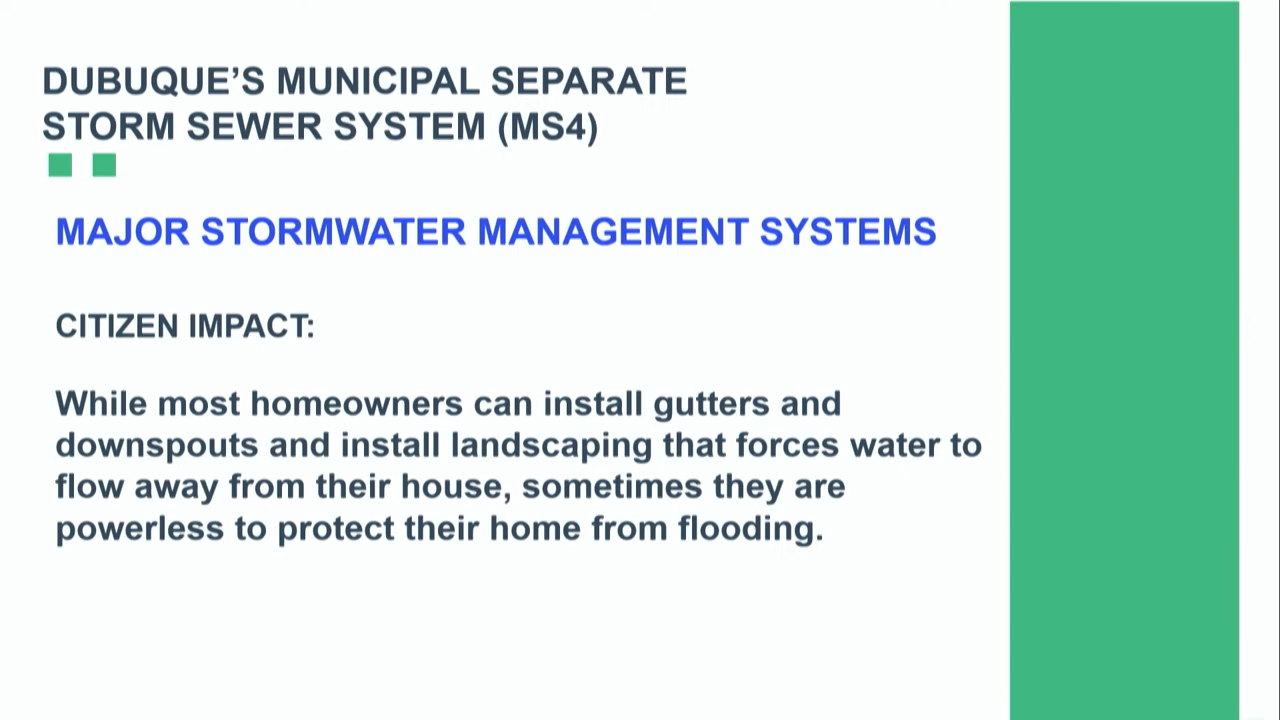 DUBUQUE’S MUNICIPAL SEPARATE
STORM SEWER SYSTEM (MS4)
MAJOR STORMWATER MANAGEMENT SYSTEMS
CITIZEN IMPACT:
While most homeowners can install gutters and
downspouts and install landscaping that forces water to
flow away from their house, sometimes they are
powerless to protect their home from flooding.